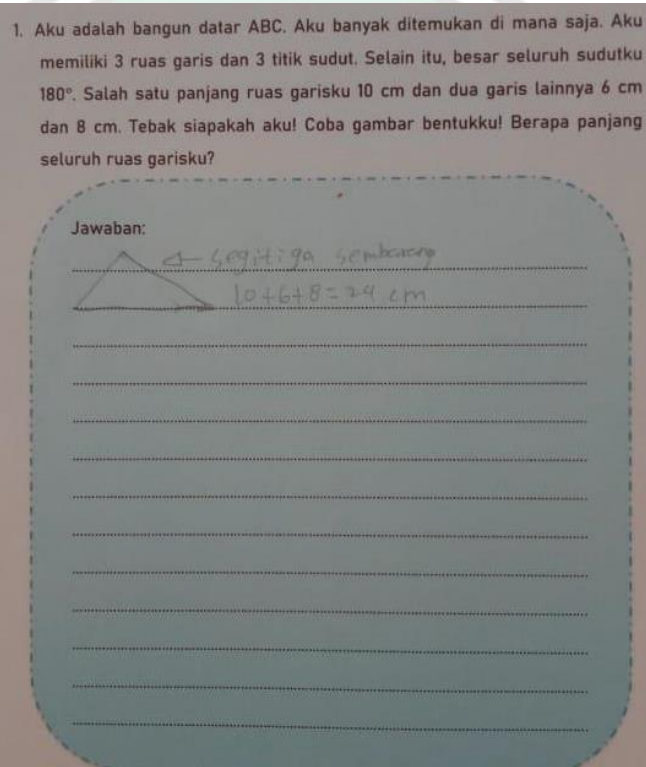 1. Aku adalah bangun datar ABC. Aku banyak ditemukan di mana saja. Aku
memiliki 3 ruas garis dan 3 titik sudut. Selain itu, besar seluruh sudutku
180°. Salah satu panjang ruas garisku 10 cm dan dua garis lainnya 6 cm
dan 8 cm. Tebak siapakah aku! Coba gambar bentukku! Berapa panjang
seluruh ruas garisku?
Jawaban:
segitiga sembarang
10+6+8=24 cm